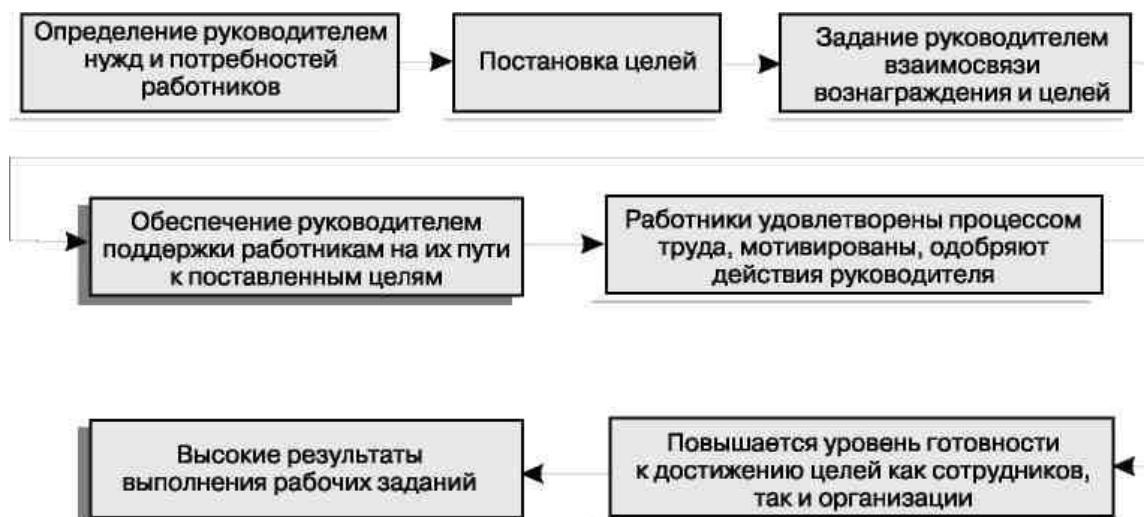 Определение руководителем
нужд и потребностей
работников
Постановка целей
Задание руководителем
взаимосвязи
вознаграждения и целей
Обеспечение руководителем
поддержки работникам на их пути
к поставленным целям
Работники удовлетворены процессом
труда, мотивированы, одобряют
действия руководителя
Повышается уровень готовности
к достижению целей как сотрудников,
так и организации
Высокие результаты
выполнения рабочих заданий